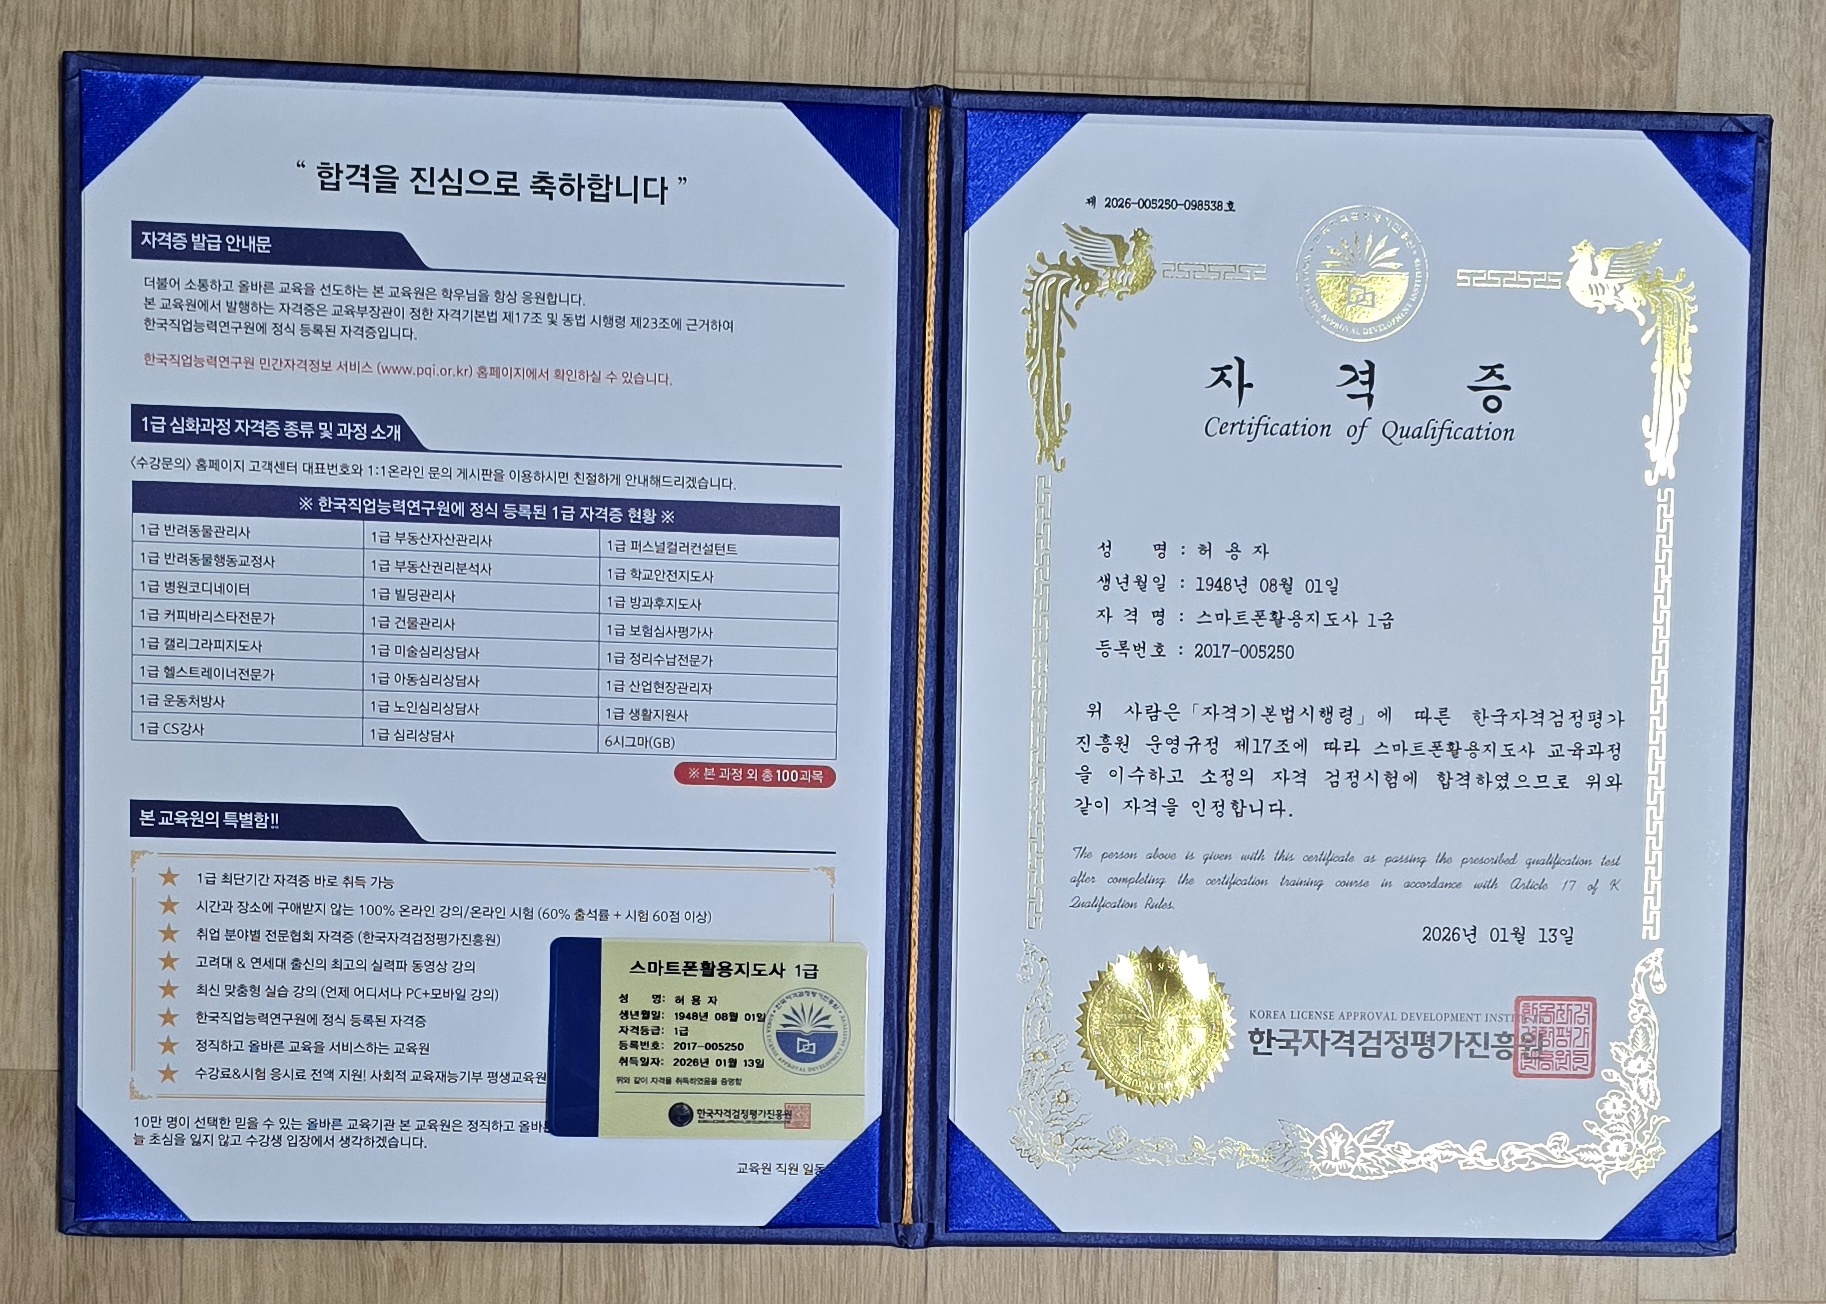 “ 합격을 진심으로 축하합니다 ”
자격증 발급 안내문
더불어 소통하고 올바른 교육을 선도하는 본 교육원은 학우님을 항상 응원합니다.
본 교육원에서 발행하는 자격증은 교육부장관이 정한 자격기본법 제17조 및 동법 시행령 제23조에 근거하여
한국직업능력연구원에 정식 등록된 자격증입니다.
한국직업능력연구원 민간자격정보 서비스 (www.pqi.or.kr) 홈페이지에서 확인하실 수 있습니다.
1급 심화과정 자격증 종류 및 과정 소개
<수강문의> 홈페이지 고객센터 대표번호와 1:1온라인 문의 게시판을 이용하시면 친절하게 안내해드리겠습니다.
※ 한국직업능력연구원에 정식 등록된 1급 자격증 현황 ※
1급 반려동물관리사 1급 부동산자산관리사 1급 퍼스널컬러컨설턴트
1급 반려동물행동교정사 1급 부동산권리분석사 1급 학교안전지도사
1급 병원코디네이터 1급 빌딩관리사 1급 방과후지도사
1급 커피바리스타전문가 1급 건물관리사 1급 보험심사평가사
1급 캘리그라피지도사 1급 미술심리상담사 1급 정리수납전문가
1급 헬스트레이너전문가 1급 아동심리상담사 1급 산업현장관리자
1급 운동처방사 1급 노인심리상담사 1급 생활지원사
1급 CS강사 1급 심리상담사 6시그마(GB)
※ 본 과정 외 총 100과목
본 교육원의 특별함!!
1급 최단기간 자격증 바로 취득 가능
시간과 장소에 구애받지 않는 100% 온라인 강의/온라인 시험 (60% 출석률 + 시험 60점 이상)
취업 분야별 전문협회 자격증 (한국자격검정평가진흥원)
고려대 & 연세대 출신의 최고의 실력파 동영상 강의
최신 맞춤형 실습 강의 (언제 어디서나 PC+모바일 강의)
한국직업능력연구원에 정식 등록된 자격증
정직하고 올바른 교육을 서비스하는 교육원
수강료&시험 응시료 전액 지원! 사회적 교육재능기부 평생교육원
10만 명이 선택한 믿을 수 있는 올바른 교육기관 본 교육원은 정직하고 올바
늘 초심을 잃지 않고 수강생 입장에서 생각하겠습니다.
교육원 직원 일동
스마트폰활용지도사 1급
성 명: 허 용 자
생년월일: 1948년 08월 01일
자격등급: 1급
등록번호: 2017-005250
취득일자: 2026년 01월 13일
위와 같이 자격을 취득하였음을 증명함
한국자격검정평가진흥원
제 2026-005250-098538호
자 격 증
Certification of Qualification
성 명 : 허 용 자
생년월일 : 1948년 08월 01일
자 격 명 : 스마트폰활용지도사 1급
등록번호 : 2017-005250
위 사람은 「자격기본법시행령」에 따른 한국자격검정평가
진흥원 운영규정 제17조에 따라 스마트폰활용지도사 교육과정
을 이수하고 소정의 자격 검정시험에 합격하였으므로 위와
같이 자격을 인정합니다.
The person above is given with this certificate as passing the prescribed qualification test
after completing the certification training course in accordance with Article 17 of K
Qualification Rules.
2026년 01월 13일
KOREA LICENSE APPROVAL DEVELOPMENT INSTI
한국자격검정평가진흥원